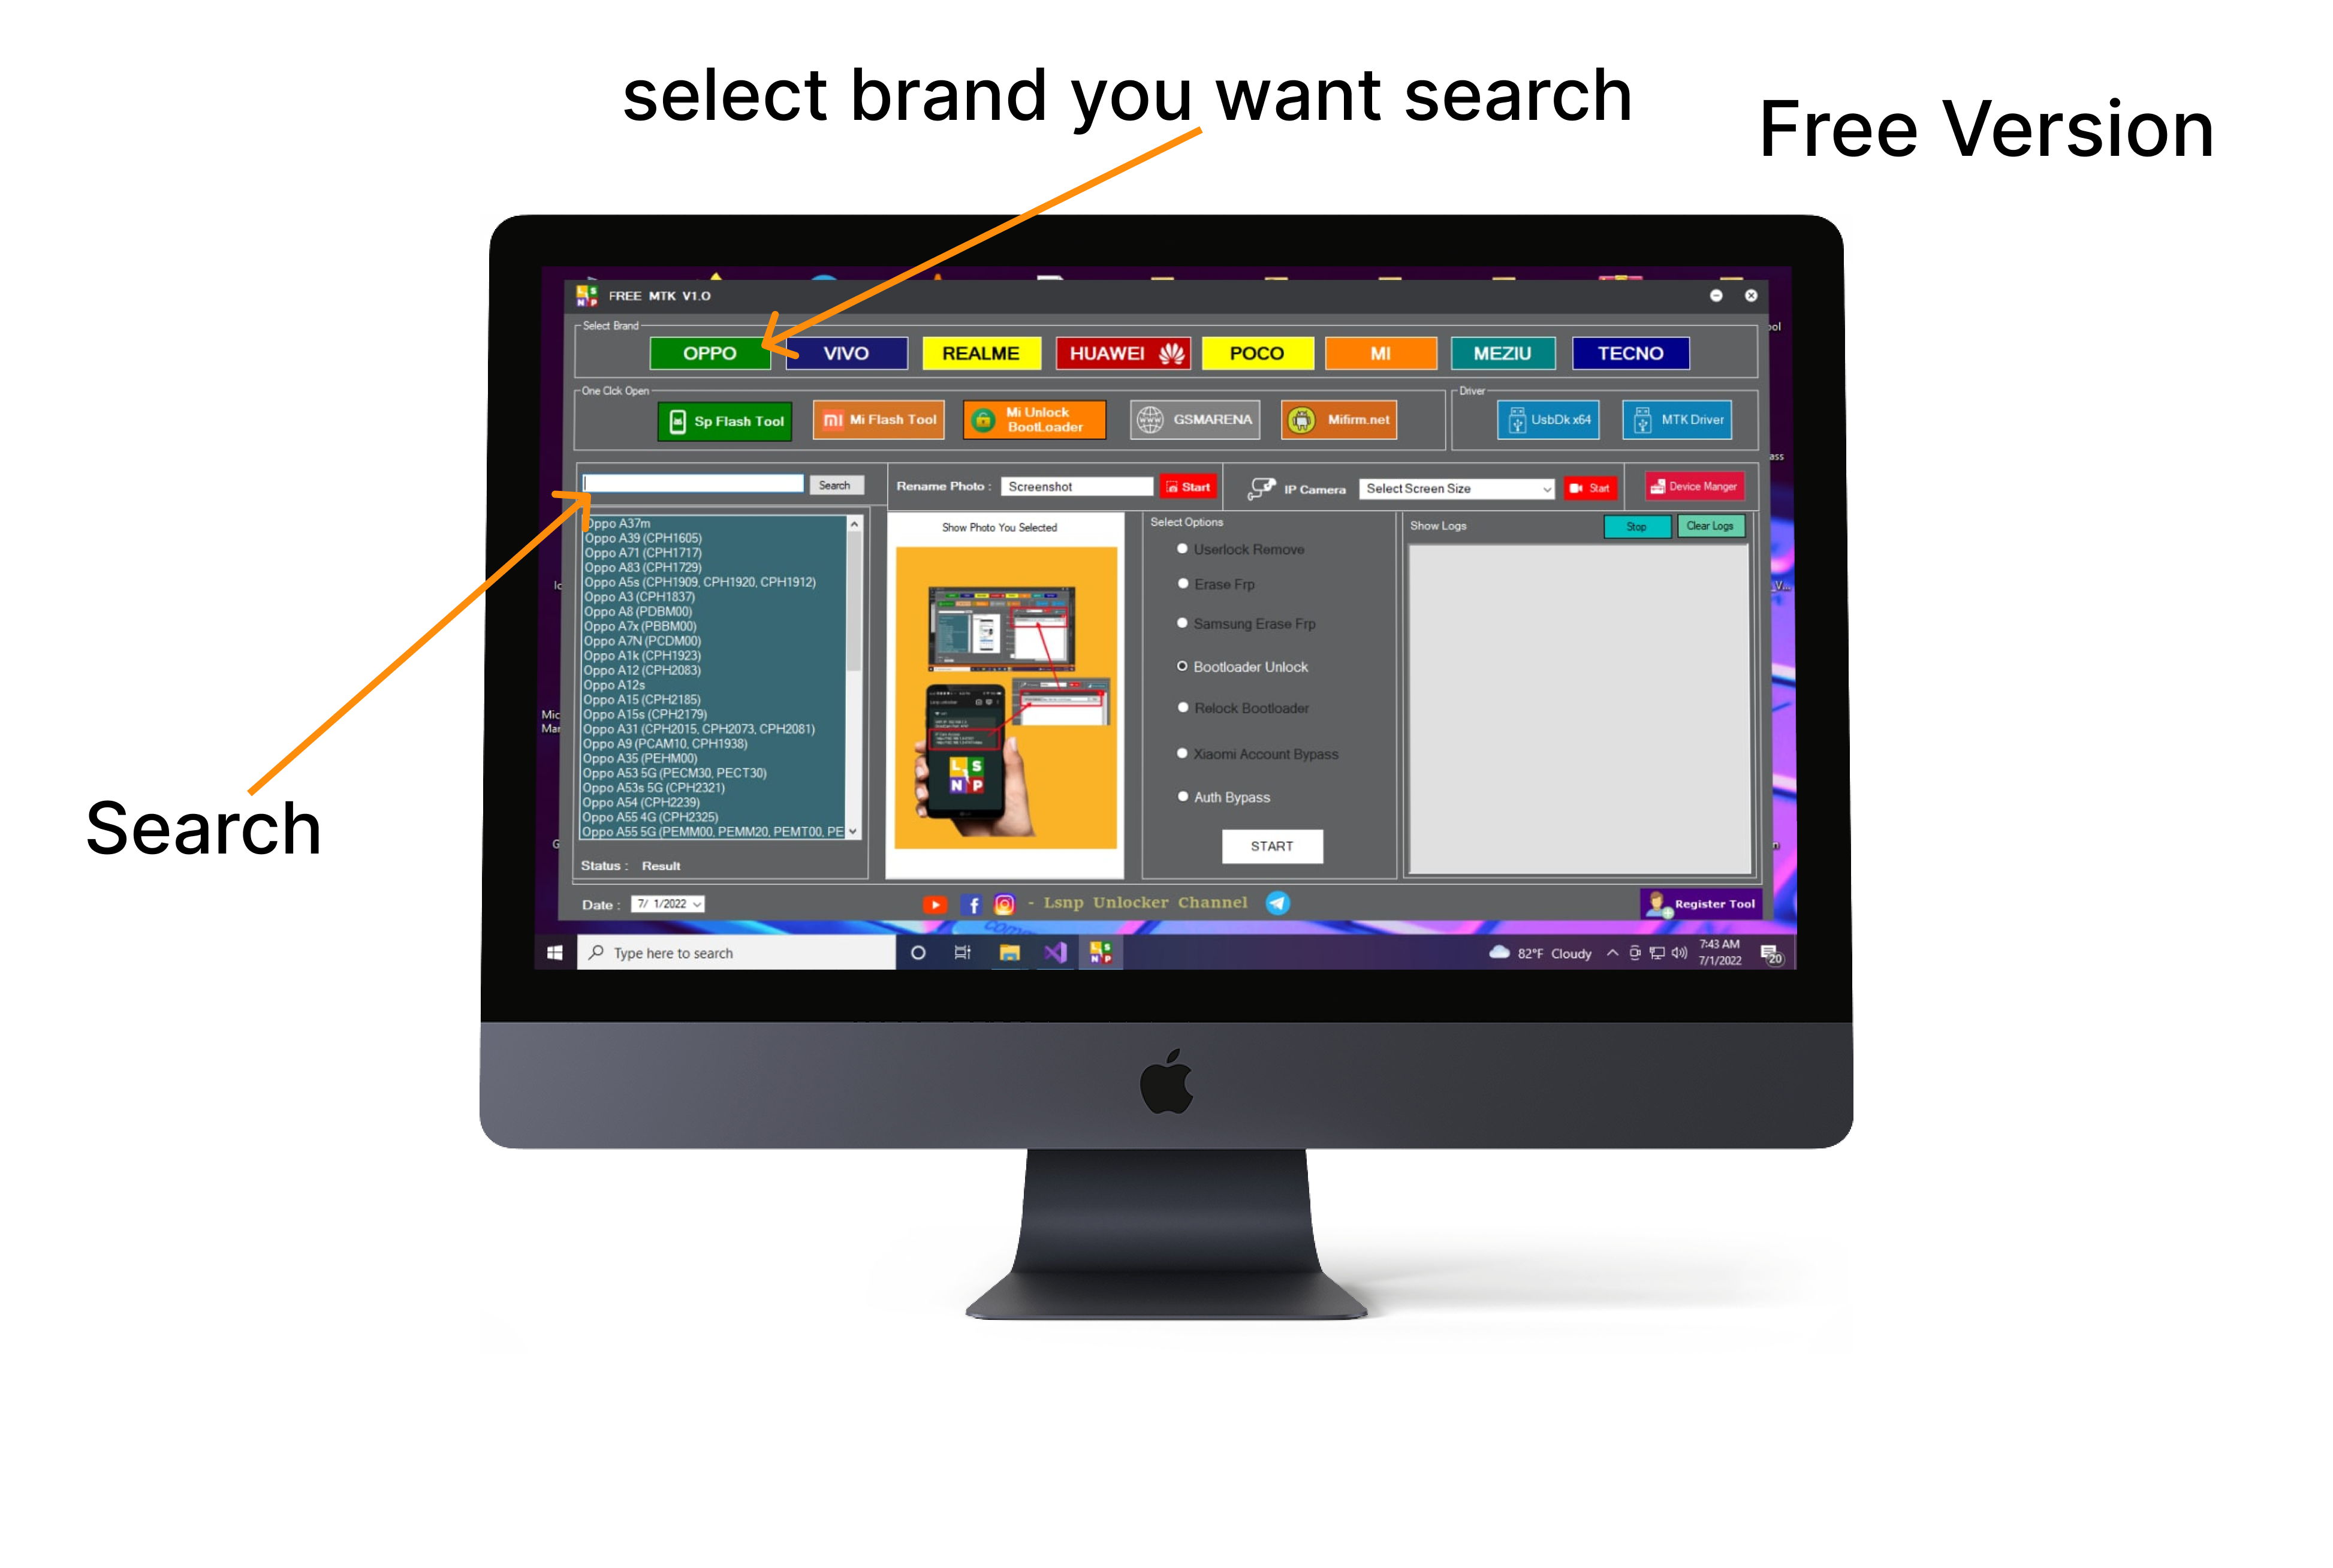 select brand you want search
Free Version
FREE MTK V1.0
Select Brand
OPPO
VIVO
REALME
HUAWEI
POCO
MI
MEZIU
TECNO
One Clck Open
Sp Flash Tool
Mi Flash Tool
Mi Unlock
BootLoader
GSMARENA
Mifirm.net
Driver
UsbDk x64
MTK Driver
Search
Rename Photo :
Screenshot
Start
IP Camera
Select Screen Size
Start
Device Manger
Oppo A37m
Oppo A39 (CPH1605)
Oppo A71 (CPH1717)
Oppo A83 (CPH1729)
Oppo A5s (CPH1909, CPH1920, CPH1912)
Oppo A3 (CPH1837)
Oppo A8 (PDBM00)
Oppo A7x (PBBM00)
Oppo A7N (PCDM00)
Oppo A1k (CPH1923)
Oppo A12 (CPH2083)
Oppo A12s
Oppo A15 (CPH2185)
Oppo A15s (CPH2179)
Oppo A31 (CPH2015, CPH2073, CPH2081)
Oppo A9 (PCAM10, CPH1938)
Oppo A35 (PEHM00)
Oppo A53 5G (PECM30, PECT30)
Oppo A53s 5G (CPH2321)
Oppo A54 (CPH2239)
Oppo A55 4G (CPH2325)
Oppo A55 5G (PEMM00, PEMM20, PEMT00, PE
Status : Result
Show Photo You Selected
L S
N P
Select Options
Userlock Remove
Erase Frp
Samsung Erase Frp
Bootloader Unlock
Relock Bootloader
Xiaomi Account Bypass
Auth Bypass
START
Show Logs
Stop
Clear Logs
Search
Date : 7/ 1/2022
- Lsnp Unlocker Channel
Register Tool
Type here to search
82°F Cloudy
7:43 AM
7/1/2022
20